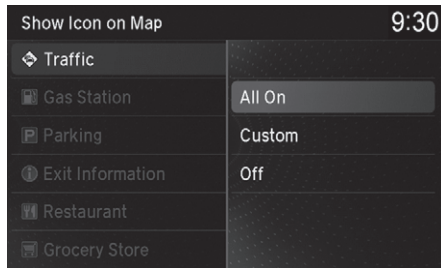 Show Icon on Map 9:30
Traffic
Gas Station
All On
Parking
Custom
Exit Information
Off
Restaurant
Grocery Store